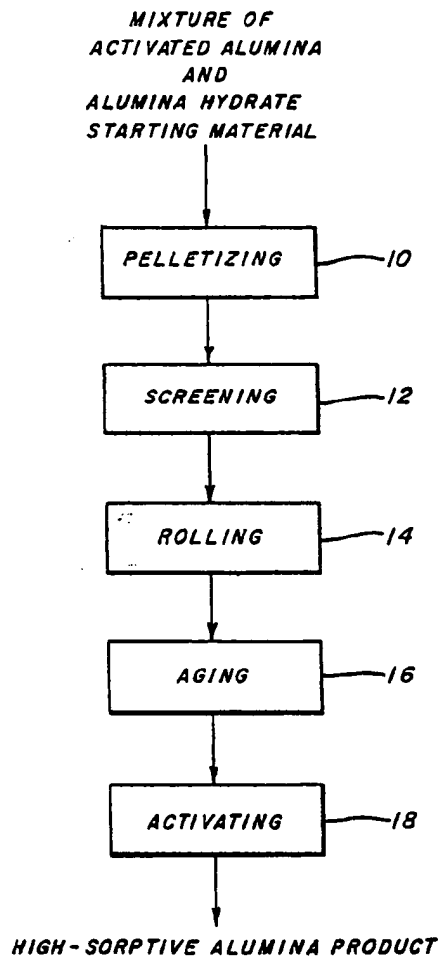 MIXTURE OF
ACTIVATED ALUMINA
AND
ALUMINA HYDRATE
STARTING MATERIAL
PELLETIZING 10
SCREENING 12
ROLLING 14
AGING 16
ACTIVATING 18
HIGH-SORPTIVE ALUMINA PRODUCT